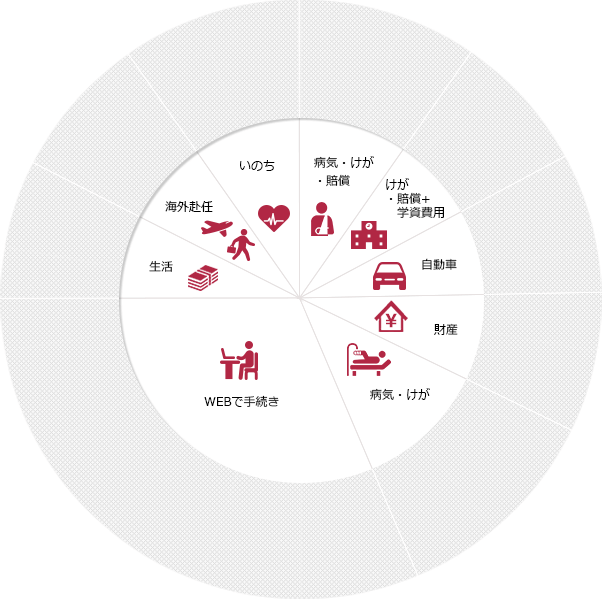 いのち
病気・けが
・賠償
けが
・賠償+
学資費用
海外赴任
生活
自動車
財産
病気・けが
WEBで手続き
¥